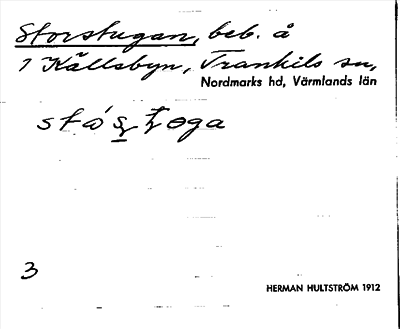 Storstugan, beb. å
1 Källsbyn, Trankils sn,
Nordmarks hd, Värmlands län
3
HERMAN HULTSTRÖM 1912